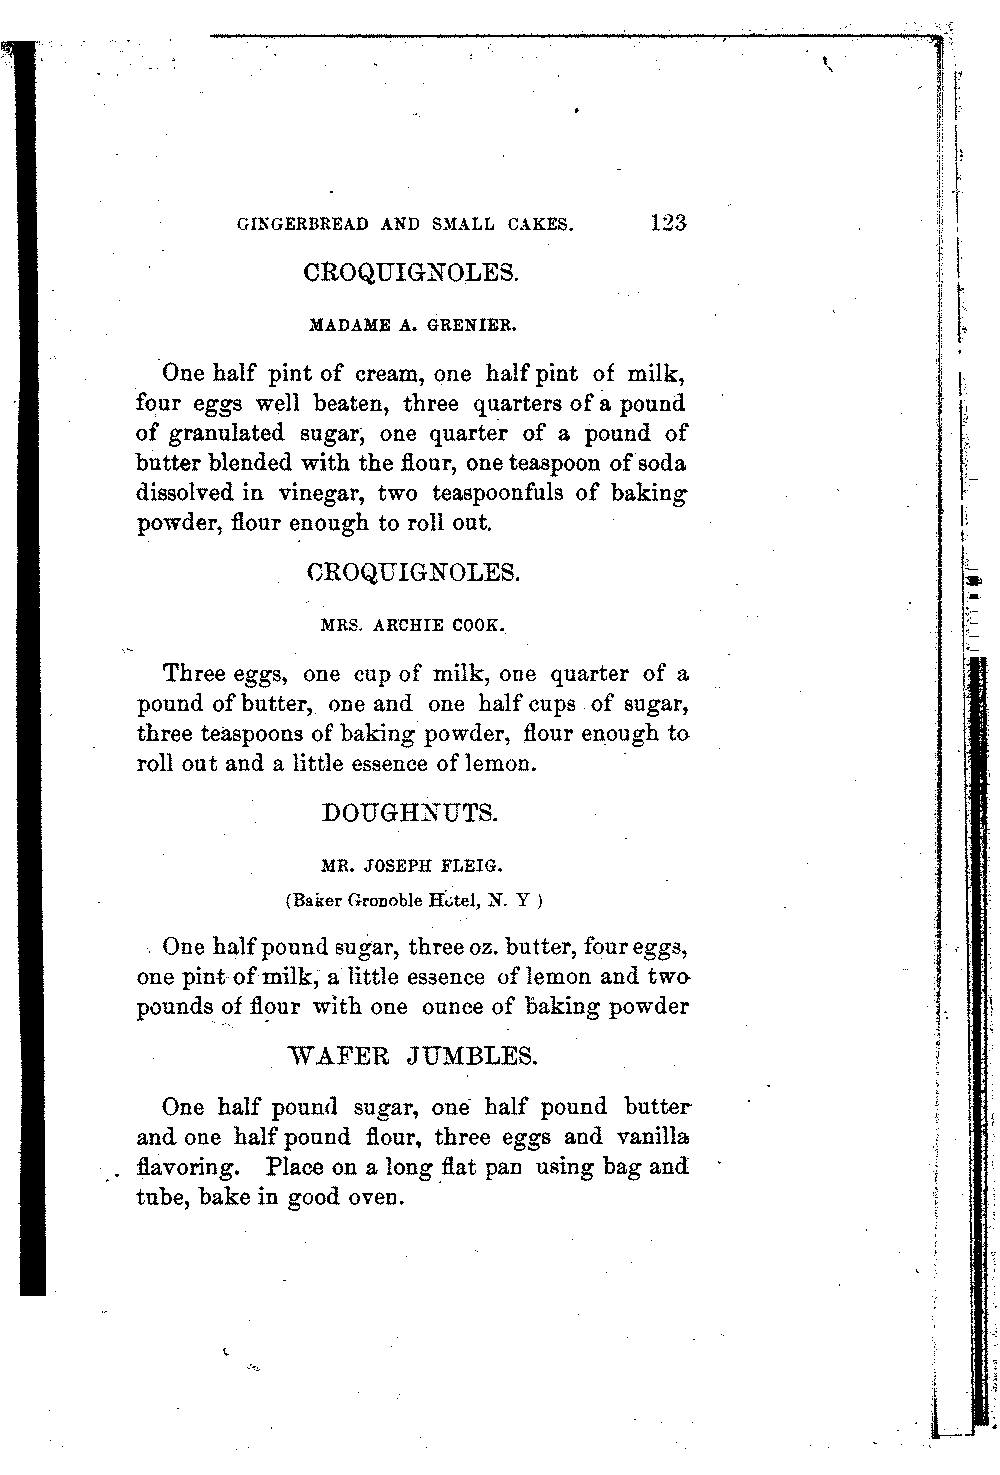 GINGERBREAD AND SMALL CAKES. 123
CROQUIGNOLES.
MADAME A. GRENIER.
One half pint of cream, one half pint of milk,
four eggs well beaten, three quarters of a pound
of granulated sugar, one quarter of a pound of
butter blended with the flour, one teaspoon of soda
dissolved in vinegar, two teaspoonfuls of baking
powder, flour enough to roll out.
CROQUIGNOLES.
MRS. ARCHIE COOK.
Three eggs, one cup of milk, one quarter of a
pound of butter, one and one half cups of sugar,
three teaspoons of baking powder, flour enough to
roll out and a little essence of lemon.
DOUGHNUTS.
MR. JOSEPH FLEIG.
(Baker Gronoble Hotel, N. Y )
One half pound sugar, three oz. butter, four eggs,
one pint of milk, a little essence of lemon and two
pounds of flour with one ounce of baking powder
WAFER JUMBLES.
One half pound sugar, one half pound butter
and one half pound flour, three eggs and vanilla
flavoring. Place on a long flat pan using bag and
tube, bake in good oven.